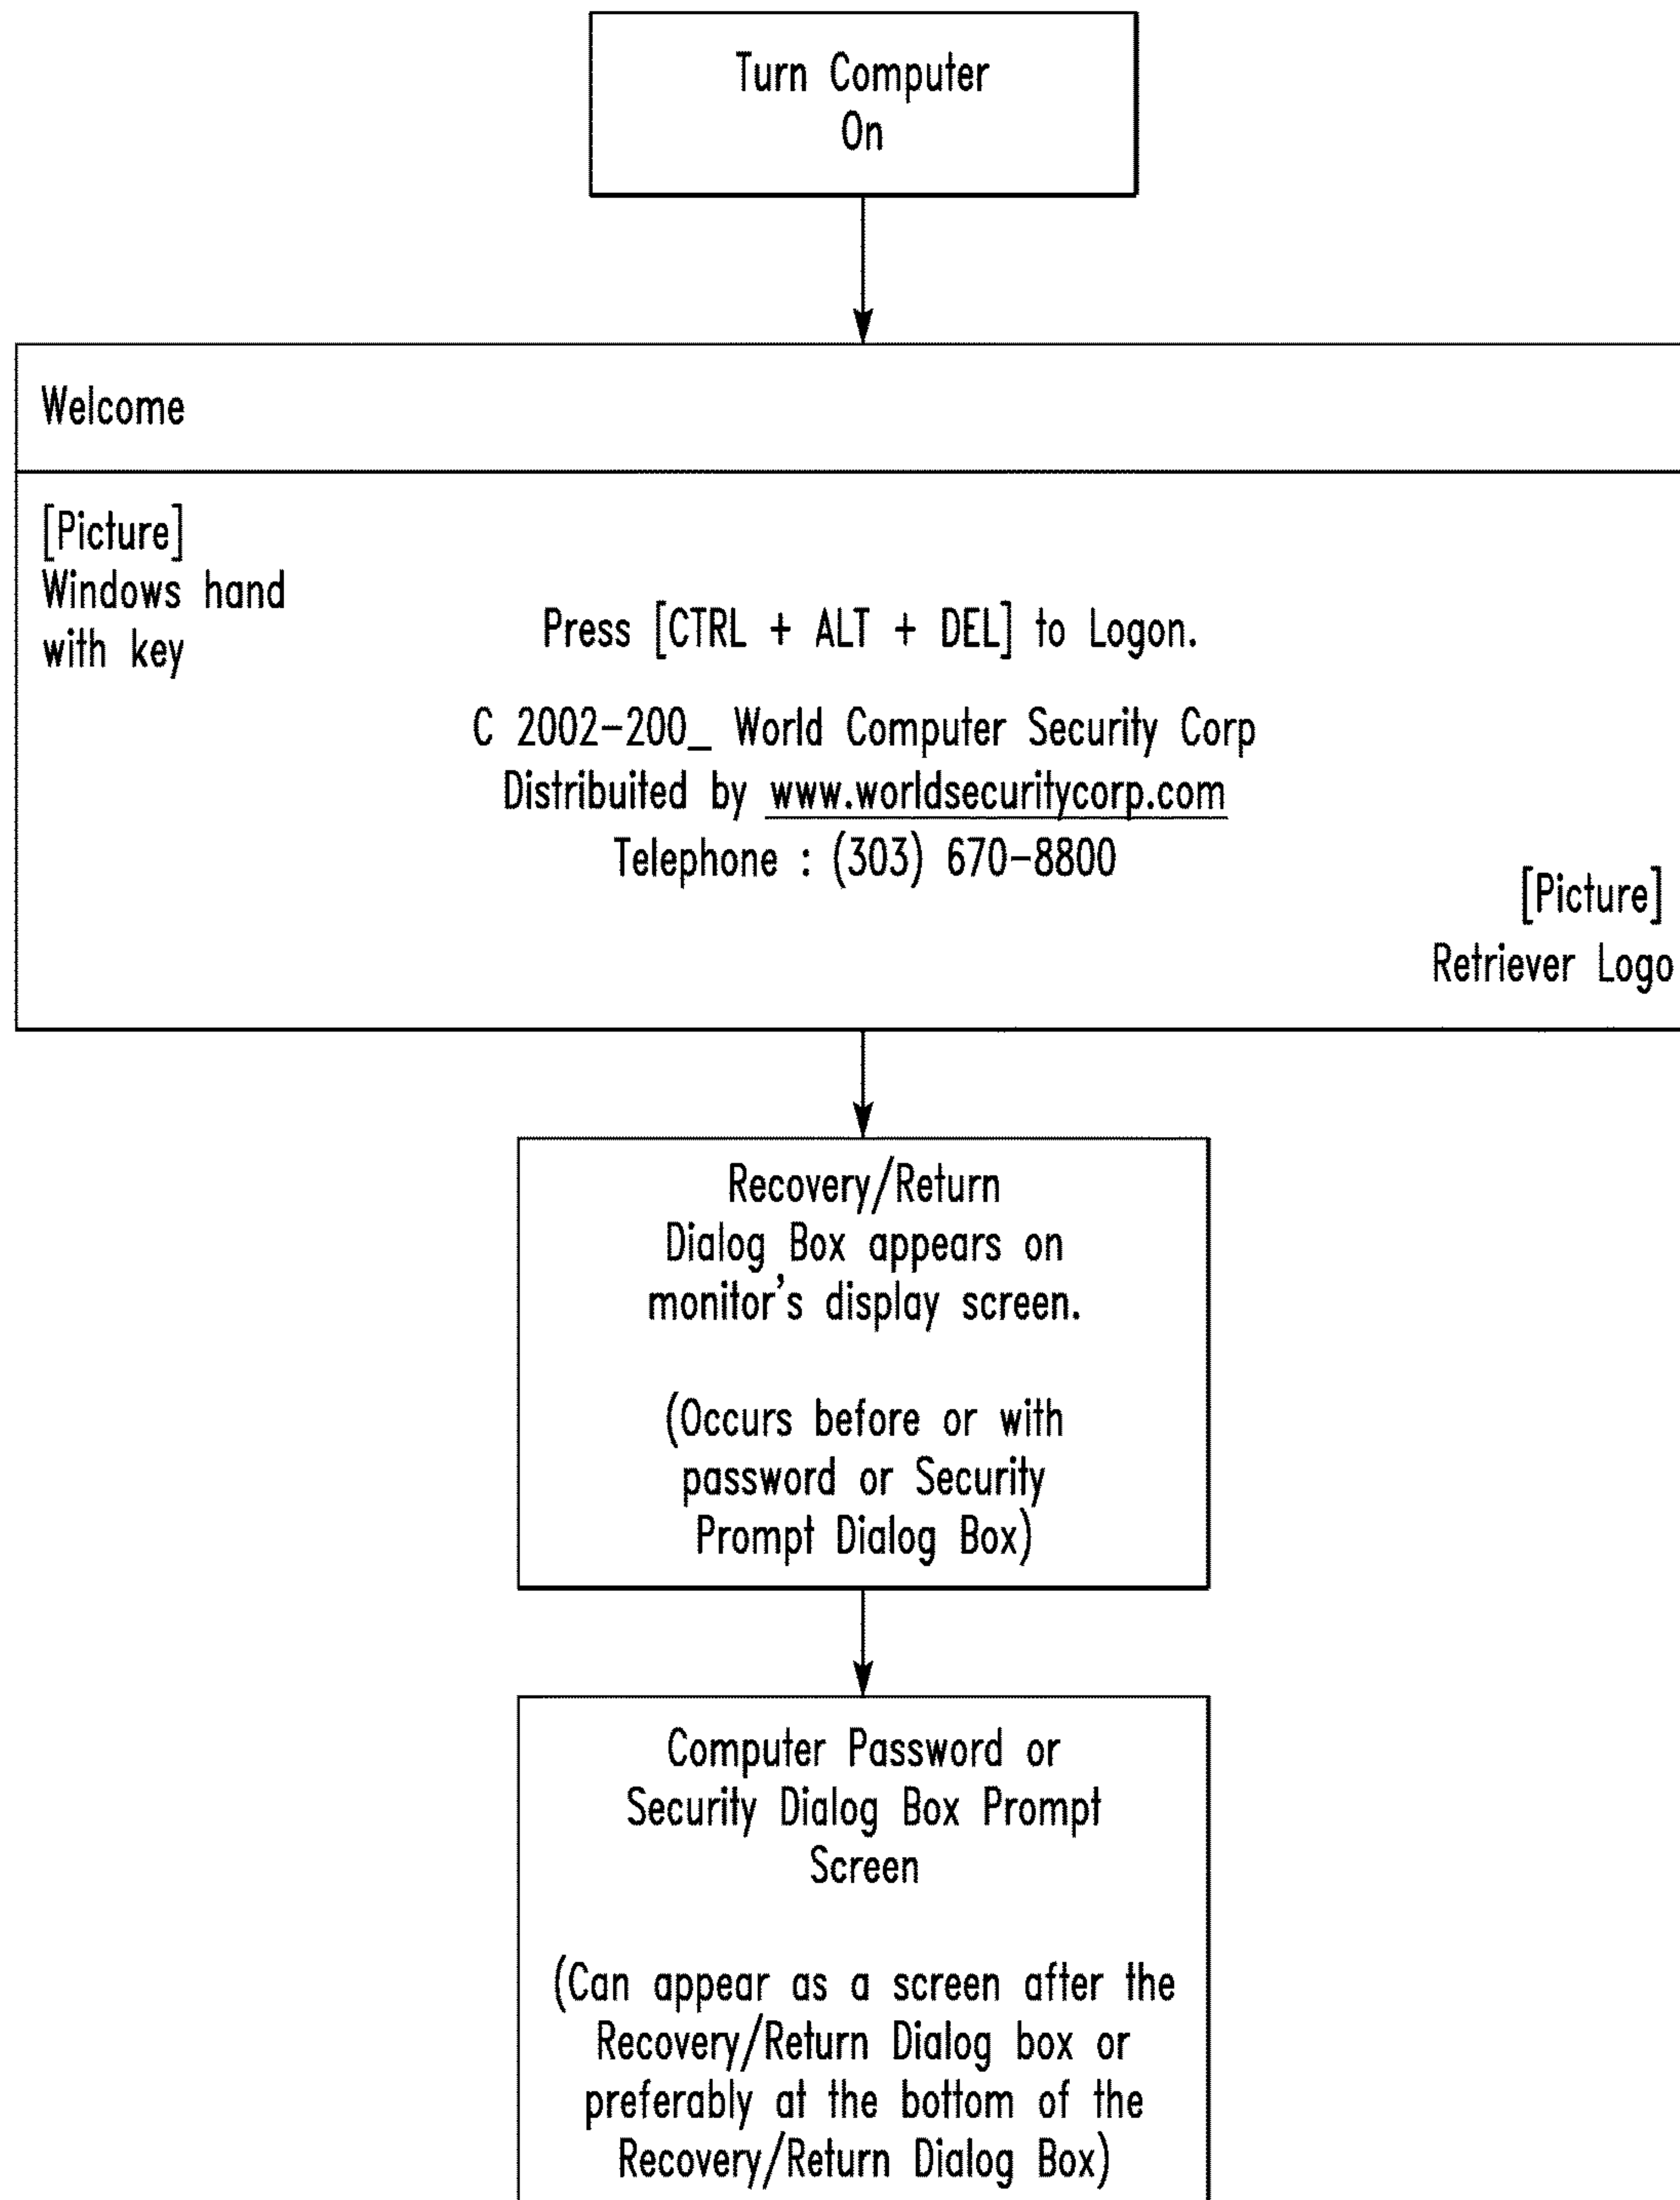 Turn Computer
On
Welcome
[Picture]
Windows hand
with key
Press [CTRL + ALT + DEL] to Logon.
C 2002-200_ World Computer Security Corp
Distribuited by www.worldsecuritycorp.com
Telephone : (303) 670-8800
[Picture]
Retriever Logo
Recovery/Return
Dialog Box appears on
monitor's display screen.
(Occurs before or with
password or Security
Prompt Dialog Box)
Computer Password or
Security Dialog Box Prompt
Screen
(Can appear as a screen after the
Recovery/Return Dialog box or
preferably at the bottom of the
Recovery/Return Dialog Box)